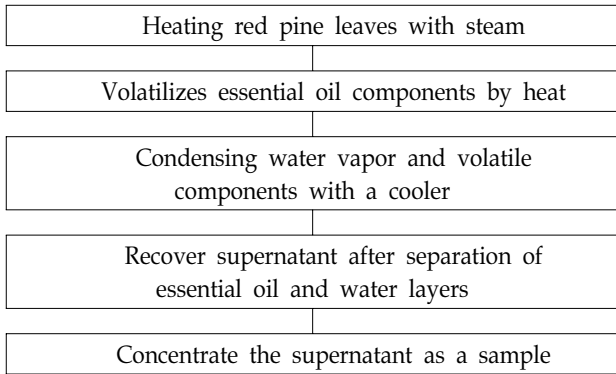 Heating red pine leaves with steam
Volatilizes essential oil components by heat
Condensing water vapor and volatile
components with a cooler
Recover supernatant after separation of
essential oil and water layers
Concentrate the supernatant as a sample